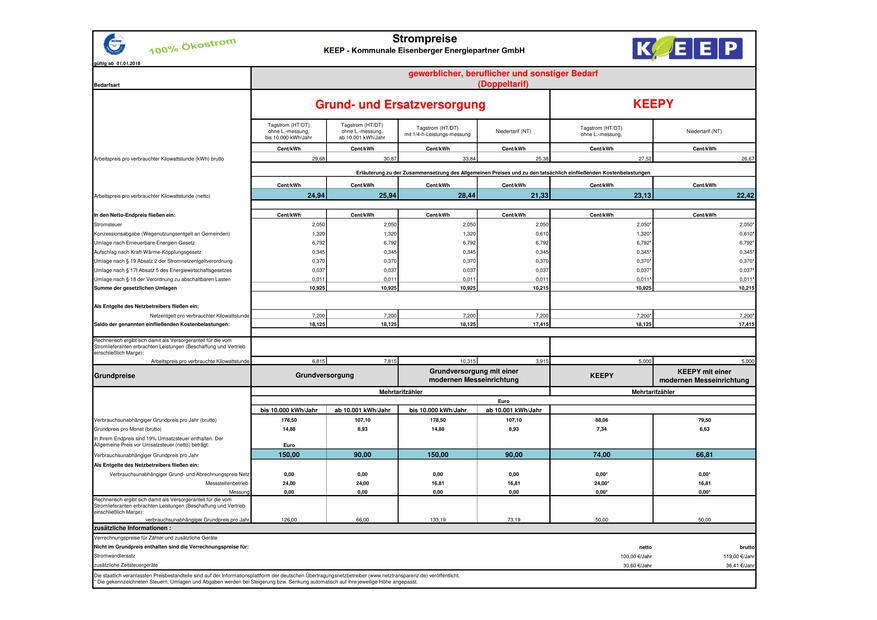 100% Ökostrom
Strompreise
KEEP - Kommunale Eisenberger Energiepartner GmbH
KEEP
gültig ab 01.01.2018
Bedarfsart
gewerblicher, beruflicher und sonstiger Bedarf
(Doppeltarif)
Grund- und Ersatzversorgung KEEPY
Tagstrom (HT/DT) ohne L.-messung, bis 10.000 kWh/Jahr
Tagstrom (HT/DT) ohne L.-messung, ab 10.001 kWh/Jahr
Tagstrom (HT/DT) mit 1/4-h-Leistungs-messung
Niedertarif (NT)
Tagstrom (HT/DT) ohne L.-messung,
Niedertarif (NT)
Cent/kWh Cent/kWh Cent/kWh Cent/kWh Cent/kWh Cent/kWh
Arbeitspreis pro verbrauchter Kilowattstunde (kWh) brutto 29,68 30,87 33,84 25,38 27,52 26,67
Erläuterung zu der Zusammensetzung des Allgemeinen Preises und zu den tatsächlich einfließenden Kostenbelastungen
Cent/kWh Cent/kWh Cent/kWh Cent/kWh Cent/kWh Cent/kWh
Arbeitspreis pro verbrauchter Kilowattstunde (netto) 24,94 25,94 28,44 21,33 23,13 22,42
In den Netto-Endpreis fließen ein: Cent/kWh Cent/kWh Cent/kWh Cent/kWh Cent/kWh Cent/kWh
Stromsteuer 2,050 2,050 2,050 2,050 2,050* 2,050*
Konzessionsabgabe (Wegenutzungsentgelt an Gemeinden) 1,320 1,320 1,320 0,610 1,320* 0,610*
Umlage nach Erneuerbare-Energien-Gesetz 6,792 6,792 6,792 6,792 6,792* 6,792*
Aufschlag nach Kraft-Wärme-Kopplungsgesetz 0,345 0,345 0,345 0,345 0,345* 0,345*
Umlage nach § 19 Absatz 2 der Stromnetzentgeltverordnung 0,370 0,370 0,370 0,370 0,370* 0,370*
Umlage nach § 17f Absatz 5 des Energiewirtschaftsgesetzes 0,037 0,037 0,037 0,037 0,037* 0,037*
Umlage nach § 18 der Verordnung zu abschaltbaren Lasten 0,011 0,011 0,011 0,011 0,011* 0,011*
Summe der gesetzlichen Umlagen 10,925 10,925 10,925 10,215 10,925 10,215
Als Entgelte des Netzbetreibers fließen ein:
Netzentgelt pro verbrauchter Kilowattstunde 7,200 7,200 7,200 7,200 7,200* 7,200*
Saldo der genannten einfließenden Kostenbelastungen: 18,125 18,125 18,125 17,415 18,125 17,415
Rechnerisch ergibt sich damit als Versorgeranteil für die vom
Stromlieferanten erbrachten Leistungen (Beschaffung und Vertrieb
einschließlich Marge):
Arbeitspreis pro verbrauchte Kilowattstunde 6,815 7,815 10,315 3,915 5,000 5,000
Grundpreise Grundversorgung Grundversorgung mit einer modernen Messeinrichtung KEEPY KEEPY mit einer modernen Messeinrichtung
Mehrtarifzähler Mehrtarifzähler
Euro
bis 10.000 kWh/Jahr ab 10.001 kWh/Jahr bis 10.000 kWh/Jahr ab 10.001 kWh/Jahr
Verbrauchsunabhängiger Grundpreis pro Jahr (brutto) 178,50 107,10 178,50 107,10 88,06 79,50
Grundpreis pro Monat (brutto) 14,88 8,93 14,88 8,93 7,34 6,63
In Ihrem Endpreis sind 19% Umsatzsteuer enthalten. Der
Allgemeine Preis vor Umsatzsteuer (netto) beträgt: Euro
Verbrauchsunabhängiger Grundpreis pro Jahr 150,00 90,00 150,00 90,00 74,00 66,81
Als Entgelte des Netzbetreibers fließen ein:
Verbrauchsunabhängiger Grund- und Abrechnungspreis Netz 0,00 0,00 0,00 0,00 0,00* 0,00*
Messstellenbetrieb 24,00 24,00 16,81 16,81 24,00* 16,81
Messung 0,00 0,00 0,00 0,00 0,00* 0,00*
Rechnerisch ergibt sich damit als Versorgeranteil für die vom
Stromlieferanten erbrachten Leistungen (Beschaffung und Vertrieb
einschließlich Marge):
verbrauchsunabhängiger Grundpreis pro Jahr 126,00 66,00 133,19 73,19 50,00 50,00
zusätzliche Informationen :
Verrechnungspreise für Zähler und zusätzliche Geräte
Nicht im Grundpreis enthalten sind die Verrechnungspreise für: netto brutto
Stromwandlersatz 100,00 €/Jahr 119,00 €/Jahr
zusätzliche Zeitsteuergeräte 30,60 €/Jahr 36,41 €/Jahr
Die staatlich veranlassten Preisbestandteile sind auf der Informationsplattform der deutschen Übertragungsnetzbetreiber (www.netztransparenz.de) veröffentlicht.
* Die gekennzeichneten Steuern, Umlagen und Abgaben werden bei Steigerung bzw. Senkung automatisch auf ihre jeweilige Höhe angepasst.